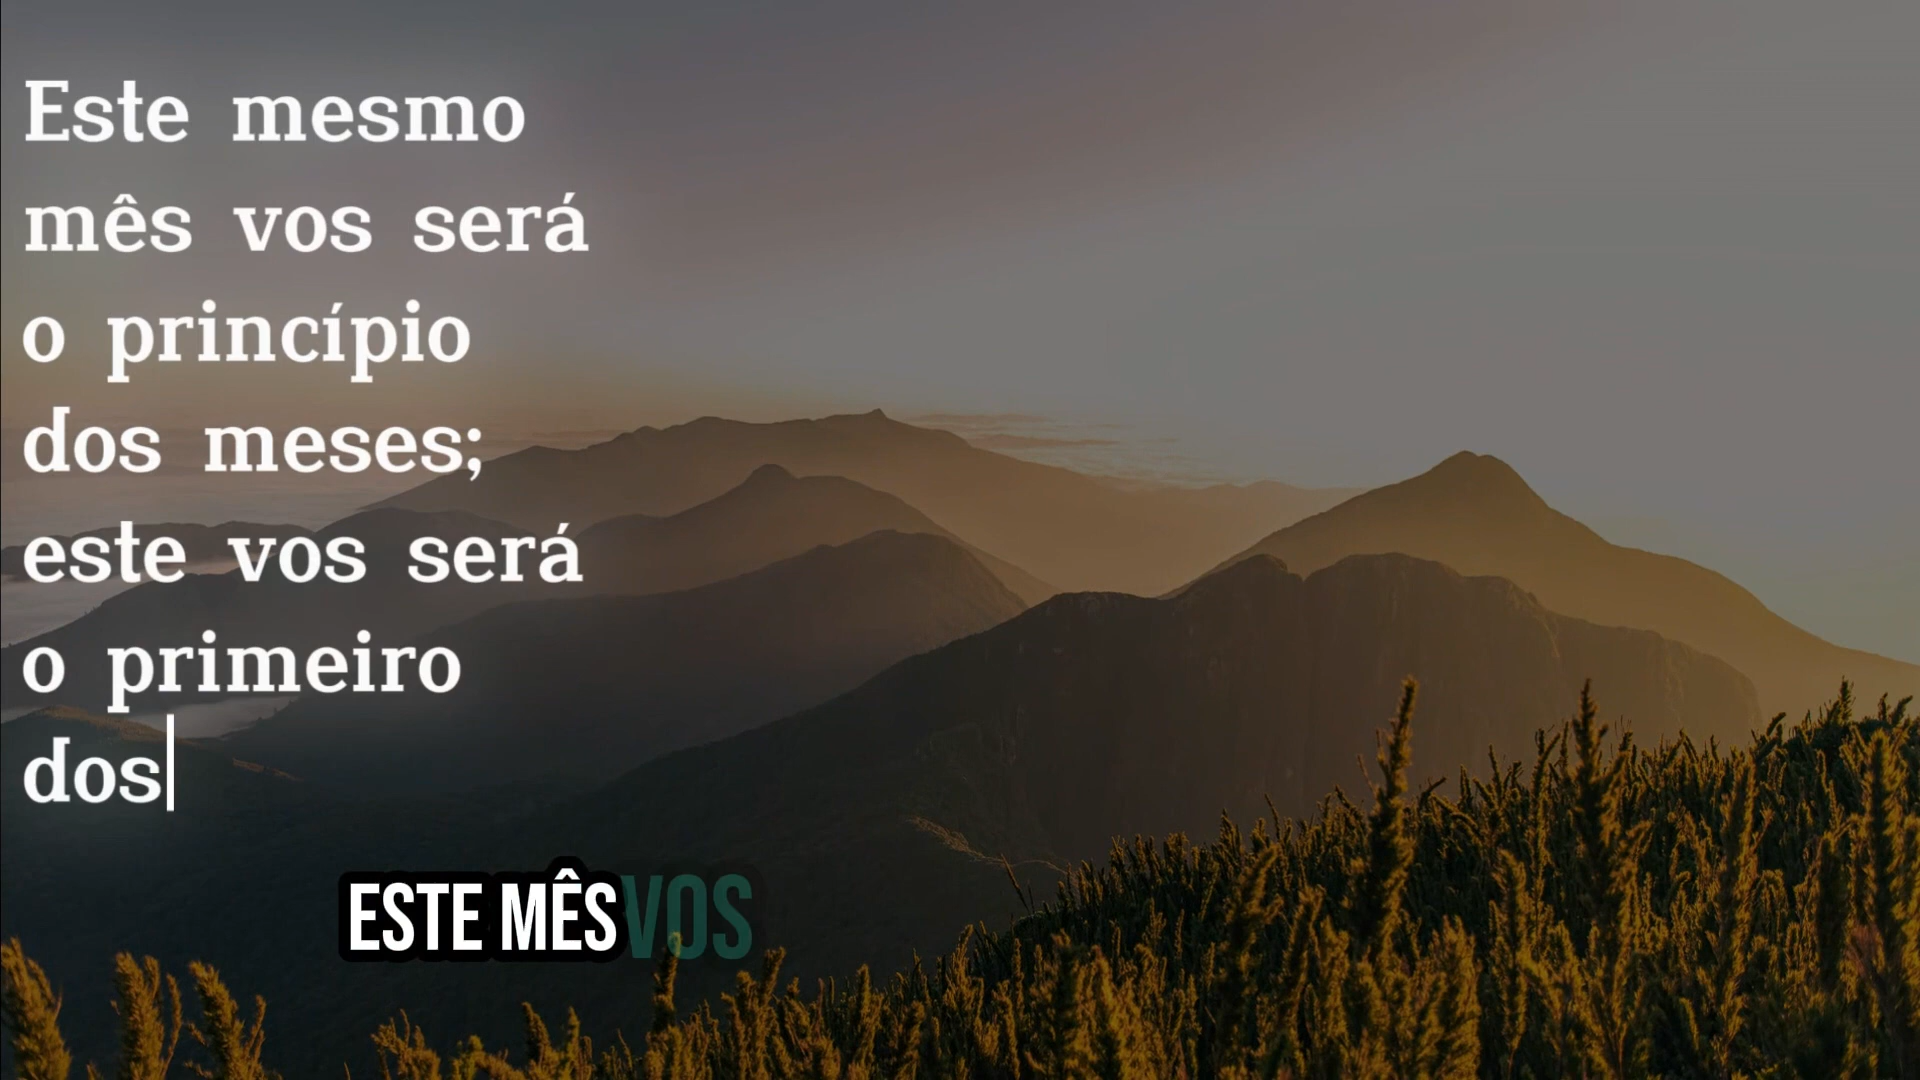 Este mesmo
mês vos será
o princípio
dos meses;
este vos será
o primeiro
dos
ESTE MÊS VOS